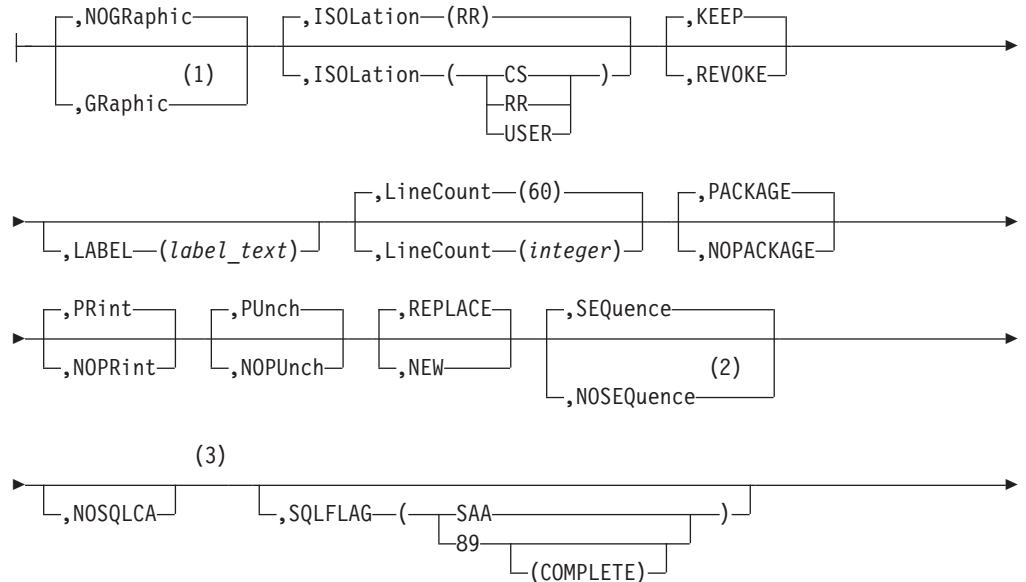 ,NOGRaphic ,ISOLation (RR) ,KEEP
(1) ,ISOLation ( CS ) ,REVOKE
,GRaphic RR
USER
,LineCount (60) ,PACKAGE
,LABEL (label_text) ,LineCount (integer) ,NOPACKAGE
,PRint ,PUnch ,REPLACE ,SEQuence
,NOPRint ,NOPUnch ,NEW (2)
,NOSEQuence
(3)
,NOSQLCA ,SQLFLAG ( SAA )
89
(COMPLETE)